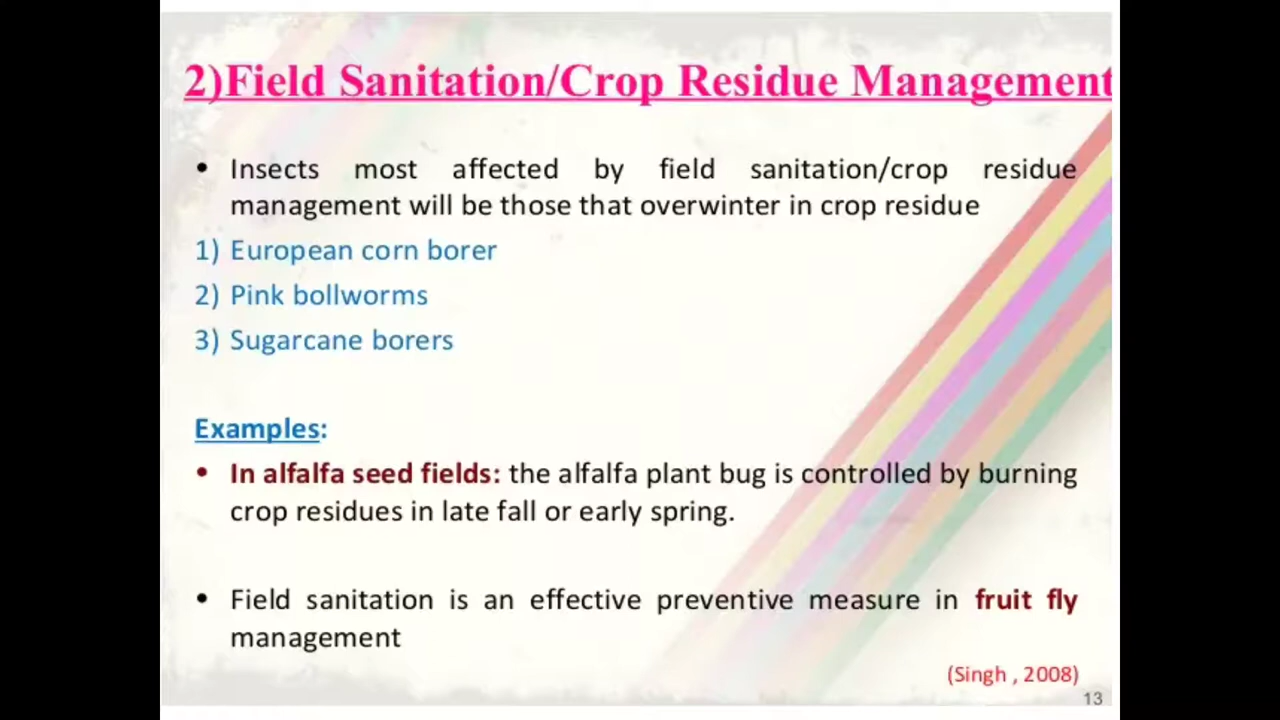 2)Field Sanitation/Crop Residue Management
• Insects most affected by field sanitation/crop residue
management will be those that overwinter in crop residue
1) European corn borer
2) Pink bollworms
3) Sugarcane borers
Examples:
• In alfalfa seed fields: the alfalfa plant bug is controlled by burning
crop residues in late fall or early spring.
• Field sanitation is an effective preventive measure in fruit fly
management
(Singh , 2008)
13